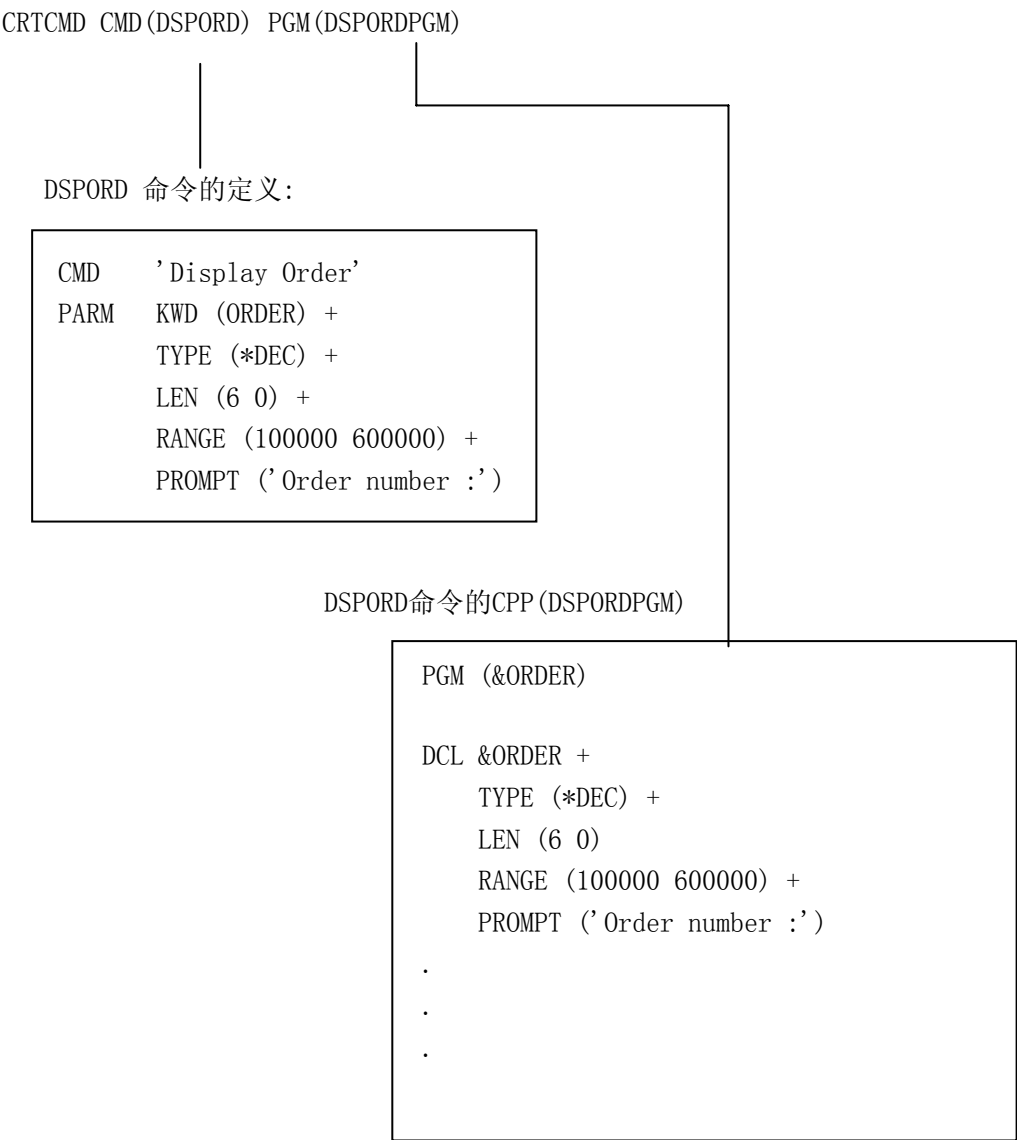 CRTCMD CMD(DSPORD) PGM(DSPORDPGM)
DSPORD 命令的定义:
CMD 'Display Order'
PARM KWD (ORDER) +
TYPE (*DEC) +
LEN (6 0) +
RANGE (100000 600000) +
PROMPT ('Order number :')
DSPORD命令的CPP(DSPORDPGM)
PGM (&ORDER)
DCL &ORDER +
TYPE (*DEC) +
LEN (6 0)
RANGE (100000 600000) +
PROMPT ('Order number :')
.
.
.